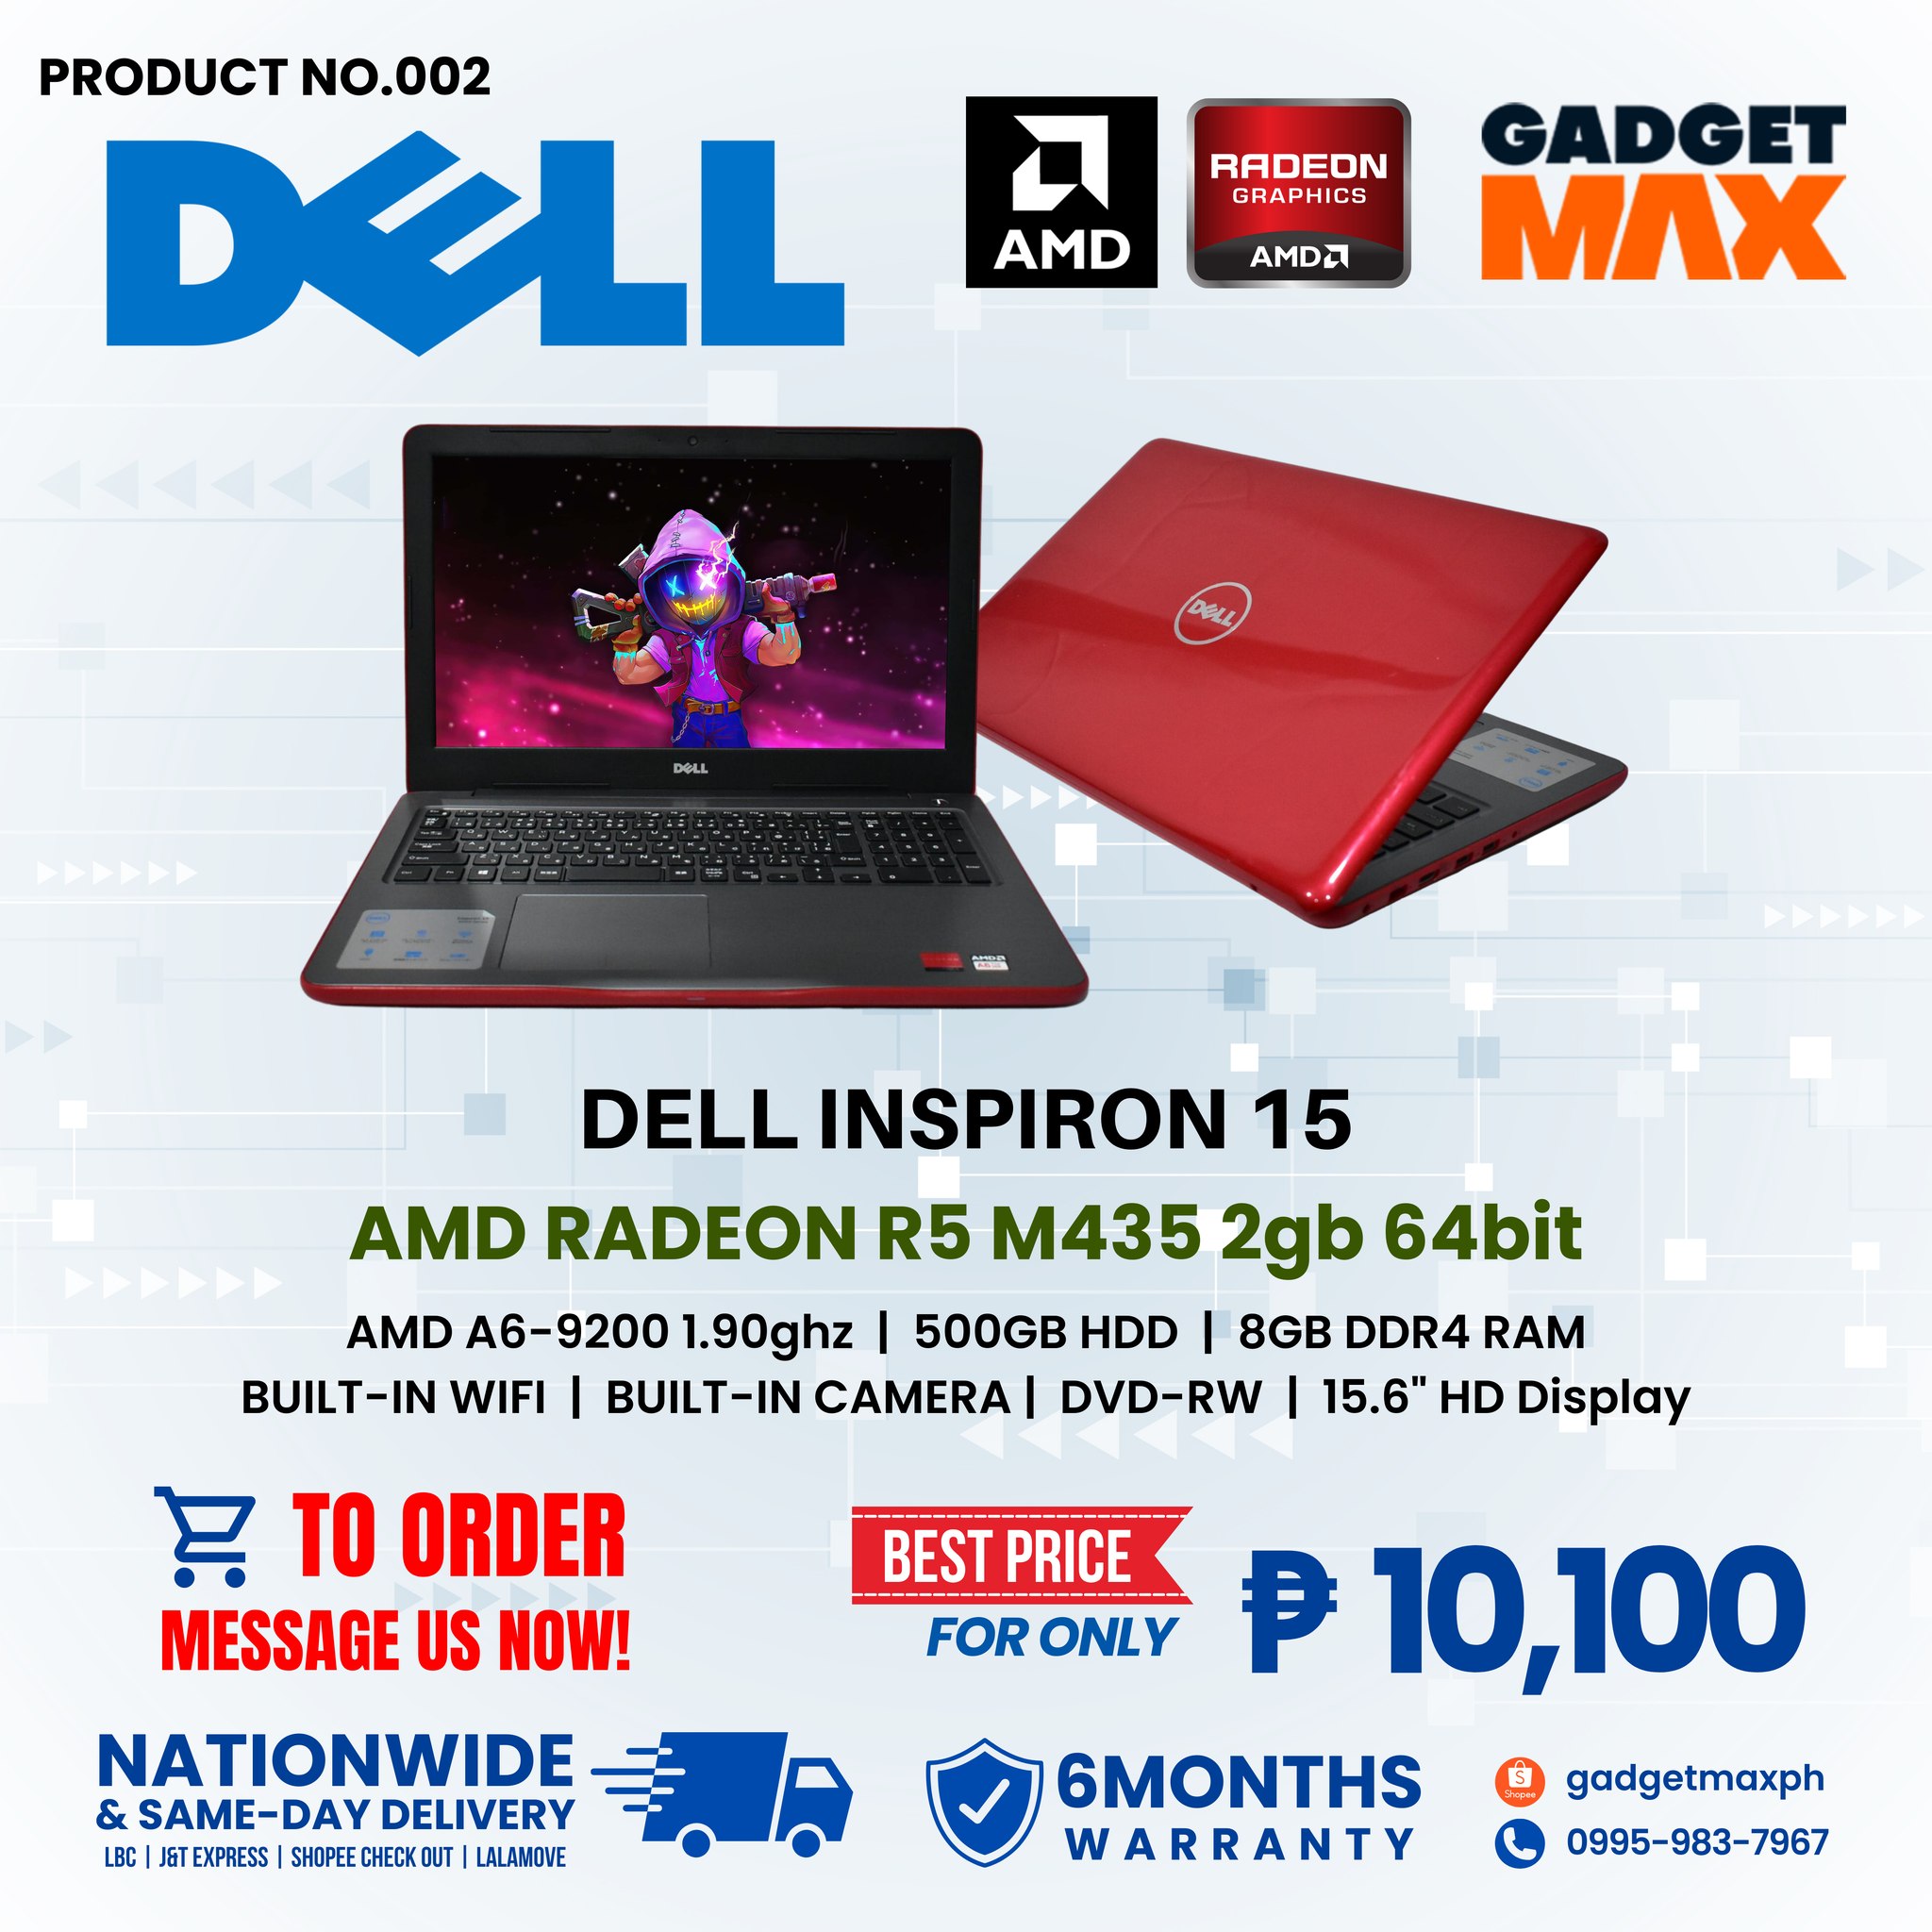 PRODUCT NO.002
DELL
AMD
RADEON
GRAPHICS
AMD
GADGET
MAX
DELL
DELL
DELL INSPIRON 15
AMD RADEON R5 M435 2gb 64bit
AMD A6-9200 1.90ghz | 500GB HDD | 8GB DDR4 RAM
BUILT-IN WIFI | BUILT-IN CAMERA | DVD-RW | 15.6" HD Display
TO ORDER
MESSAGE US NOW!
BEST PRICE
FOR ONLY
₱ 10,100
NATIONWIDE
& SAME-DAY DELIVERY
LBC | J&T EXPRESS | SHOPEE CHECK OUT | LALAMOVE
6MONTHS
WARRANTY
Shopee
gadgetmaxph
0995-983-7967